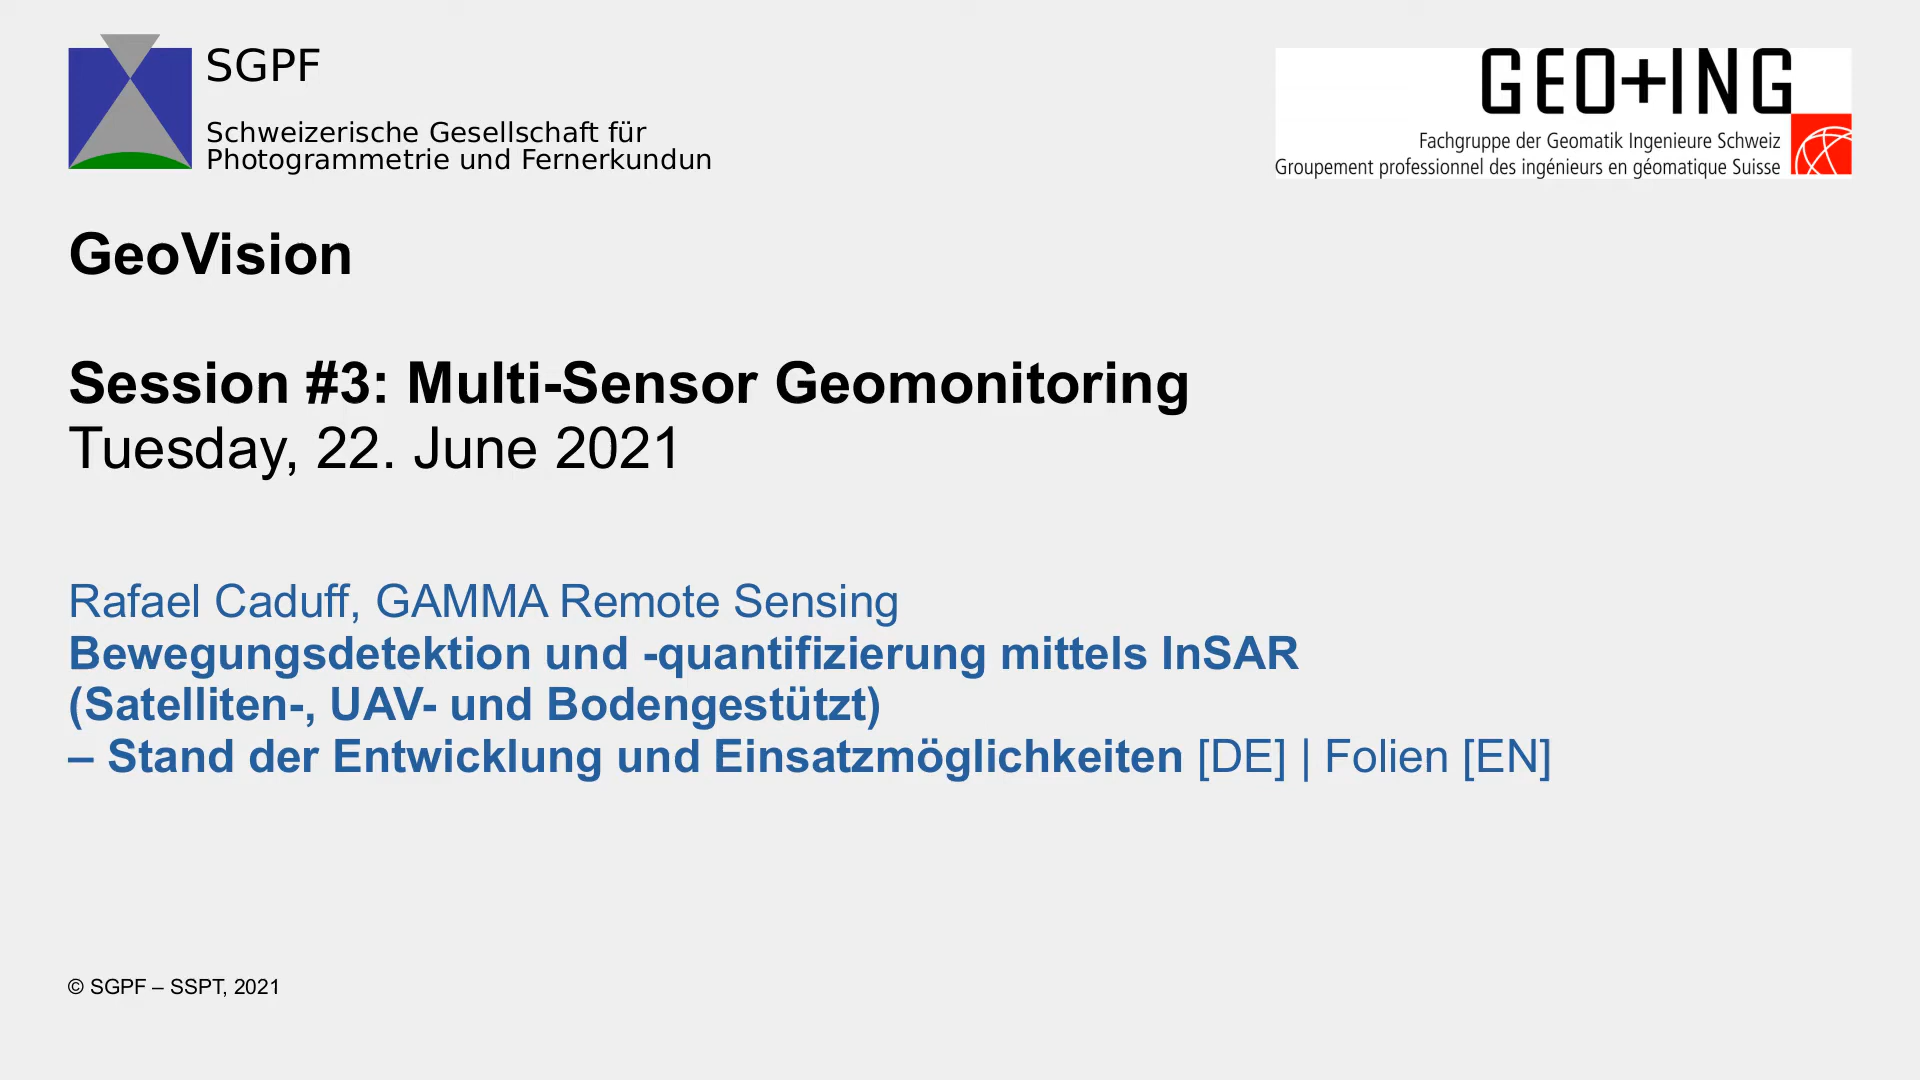 SGPF
Schweizerische Gesellschaft für
Photogrammetrie und Fernerkundun
GEO+ING
Fachgruppe der Geomatik Ingenieure Schweiz
Groupement professionnel des ingénieurs en géomatique Suisse
GeoVision
Session #3: Multi-Sensor Geomonitoring
Tuesday, 22. June 2021
Rafael Caduff, GAMMA Remote Sensing
Bewegungsdetektion und -quantifizierung mittels InSAR
(Satelliten-, UAV- und Bodengestützt)
– Stand der Entwicklung und Einsatzmöglichkeiten [DE] | Folien [EN]
© SGPF – SSPT, 2021